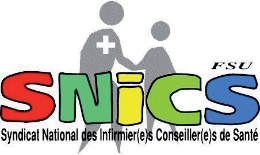 FSU
SNiCS
Syndicat National des Infirmier(e)s Conseiller(e)s de Santé